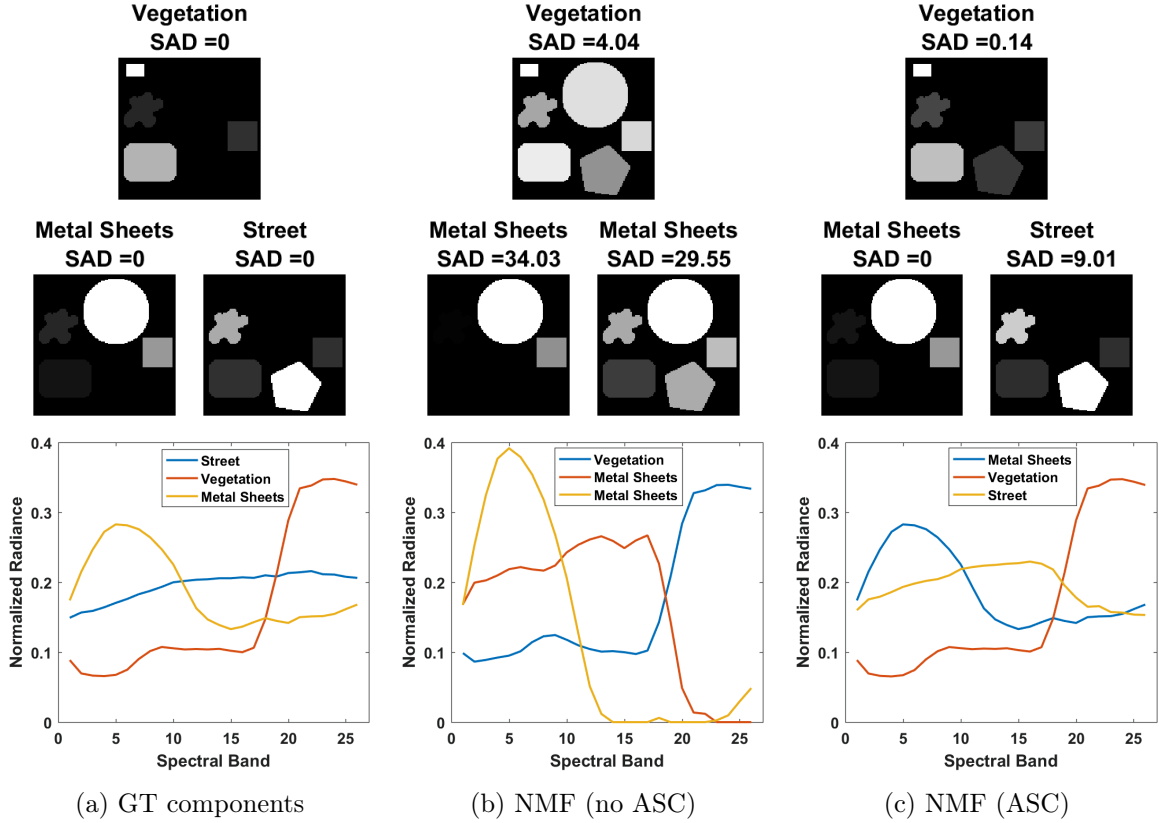 Vegetation
SAD =0
Metal Sheets
SAD =0
Street
SAD =0
0.4
0.3
0.2
0.1
0
Normalized Radiance
Street
Vegetation
Metal Sheets
0 5 10 15 20 25
Spectral Band
(a) GT components
Vegetation
SAD =4.04
Metal Sheets
SAD =34.03
Metal Sheets
SAD =29.55
0.4
0.3
0.2
0.1
0
Normalized Radiance
Vegetation
Metal Sheets
Metal Sheets
0 5 10 15 20 25
Spectral Band
(b) NMF (no ASC)
Vegetation
SAD =0.14
Metal Sheets
SAD =0
Street
SAD =9.01
0.4
0.3
0.2
0.1
0
Normalized Radiance
Metal Sheets
Vegetation
Street
0 5 10 15 20 25
Spectral Band
(c) NMF (ASC)